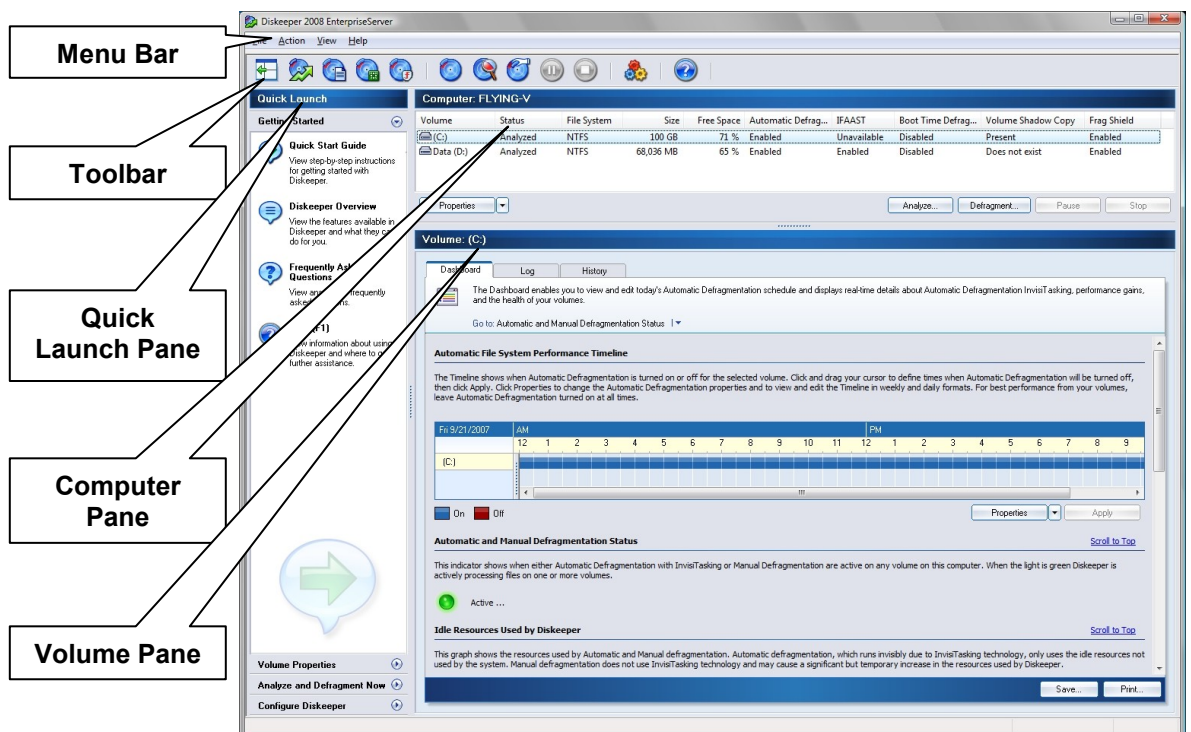 Diskeeper 2008 EnterpriseServer
Action View Help
Menu Bar
Toolbar
Quick
Launch Pane
Computer
Pane
Volume Pane
Quick Launch
Getting Started
Quick Start Guide
View step-by-step instructions
for getting started with
Diskeeper.
Diskeeper Overview
View the features available in
Diskeeper and what they can
do for you.
Frequently
Questions
View frequently
asked
(F1)
information about using
Diskeeper and where to
further assistance.
Volume Properties
Analyze and Defragment Now
Configure Diskeeper
Computer: FLYING-V
Volume Status File System Size Free Space Automatic Defrag... IFAAST Boot Time Defrag... Volume Shadow Copy Frag Shield
(C:) Analyzed NTFS 100 GB 71 % Enabled Unavailable Disabled Present Enabled
Data (D:) Analyzed NTFS 68,036 MB 65 % Enabled Enabled Disabled Does not exist Enabled
Properties Analyze... Defragment... Pause Stop
Volume: (C:)
Dashboard Log History
The Dashboard enables you to view and edit today's Automatic Defragmentation schedule and displays real-time details about Automatic Defragmentation InvisiTasking, performance gains,
and the health of your volumes.
Go to: Automatic and Manual Defragmentation Status
Automatic File System Performance Timeline
The Timeline shows when Automatic Defragmentation is turned on or off for the selected volume. Click and drag your cursor to define times when Automatic Defragmentation will be turned off,
then click Apply. Click Properties to change the Automatic Defragmentation properties and to view and edit the Timeline in weekly and daily formats. For best performance from your volumes,
leave Automatic Defragmentation turned on at all times.
Fri 9/21/2007 AM PM
12 1 2 3 4 5 6 7 8 9 10 11 12 1 2 3 4 5 6 7 8 9
(C:)
On Off Properties Apply
Automatic and Manual Defragmentation Status Scroll to Top
This indicator shows when either Automatic Defragmentation with InvisiTasking or Manual Defragmentation are active on any volume on this computer. When the light is green Diskeeper is
actively processing files on one or more volumes.
Active ...
Idle Resources Used by Diskeeper Scroll to Top
This graph shows the resources used by Automatic and Manual defragmentation. Automatic defragmentation, which runs invisibly due to InvisiTasking technology, only uses the idle resources not
used by the system. Manual defragmentation does not use InvisiTasking technology and may cause a significant but temporary increase in the resources used by Diskeeper.
Save... Print...